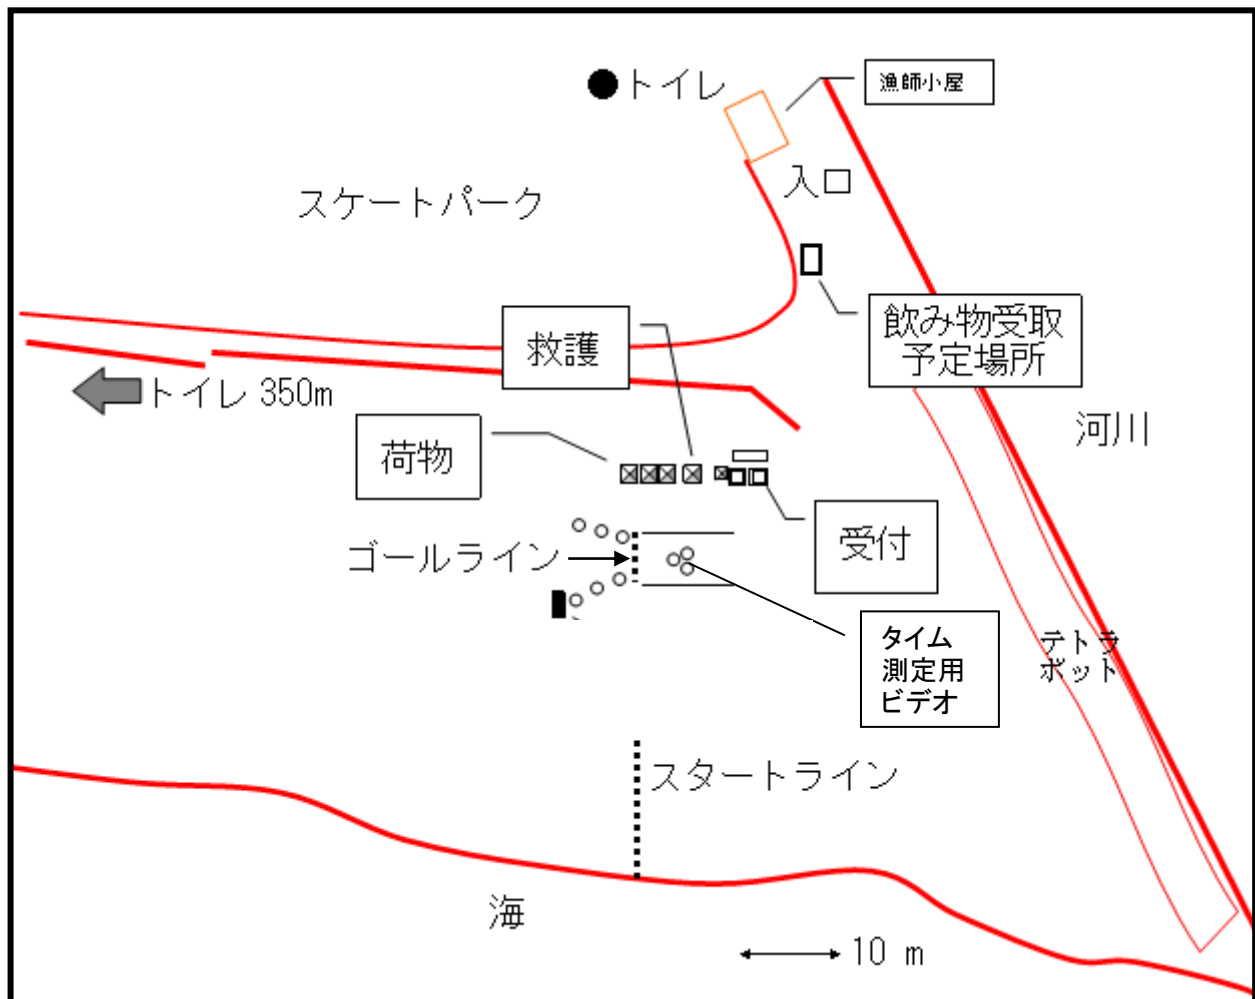 ●トイレ
漁師小屋
入口
スケートパーク
飲み物受取
予定場所
救護
トイレ 350m
河川
荷物
受付
ゴールライン
タイム
測定用
ビデオ
テトラ
ポット
スタートライン
海
10 m